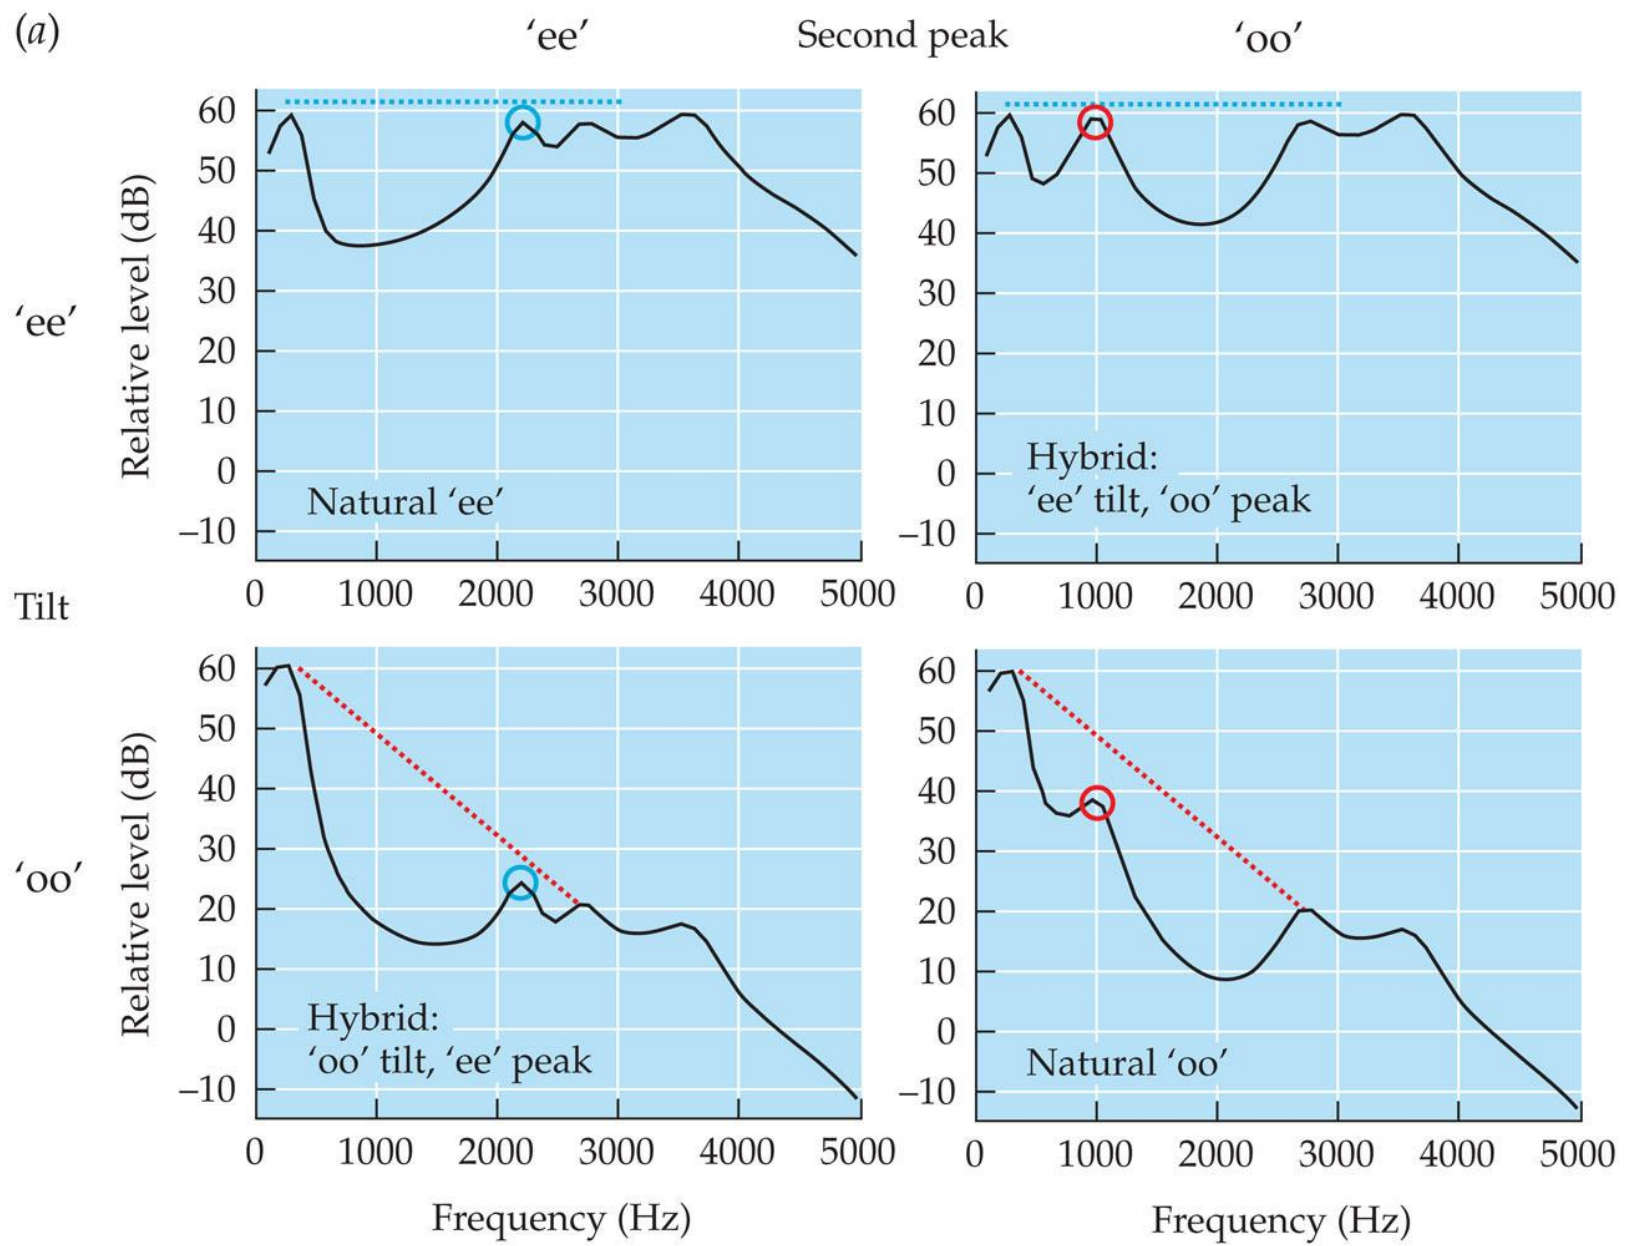 (a)
‘ee’ Second peak ‘oo’
‘ee’
Relative level (dB)
60
50
40
30
20
10
0
–10
Natural ‘ee’
0 1000 2000 3000 4000 5000
60
50
40
30
20
10
0
–10
Hybrid:
‘ee’ tilt, ‘oo’ peak
0 1000 2000 3000 4000 5000
Tilt
‘oo’
Relative level (dB)
60
50
40
30
20
10
0
–10
Hybrid:
‘oo’ tilt, ‘ee’ peak
0 1000 2000 3000 4000 5000
Frequency (Hz)
60
50
40
30
20
10
0
–10
Natural ‘oo’
0 1000 2000 3000 4000 5000
Frequency (Hz)